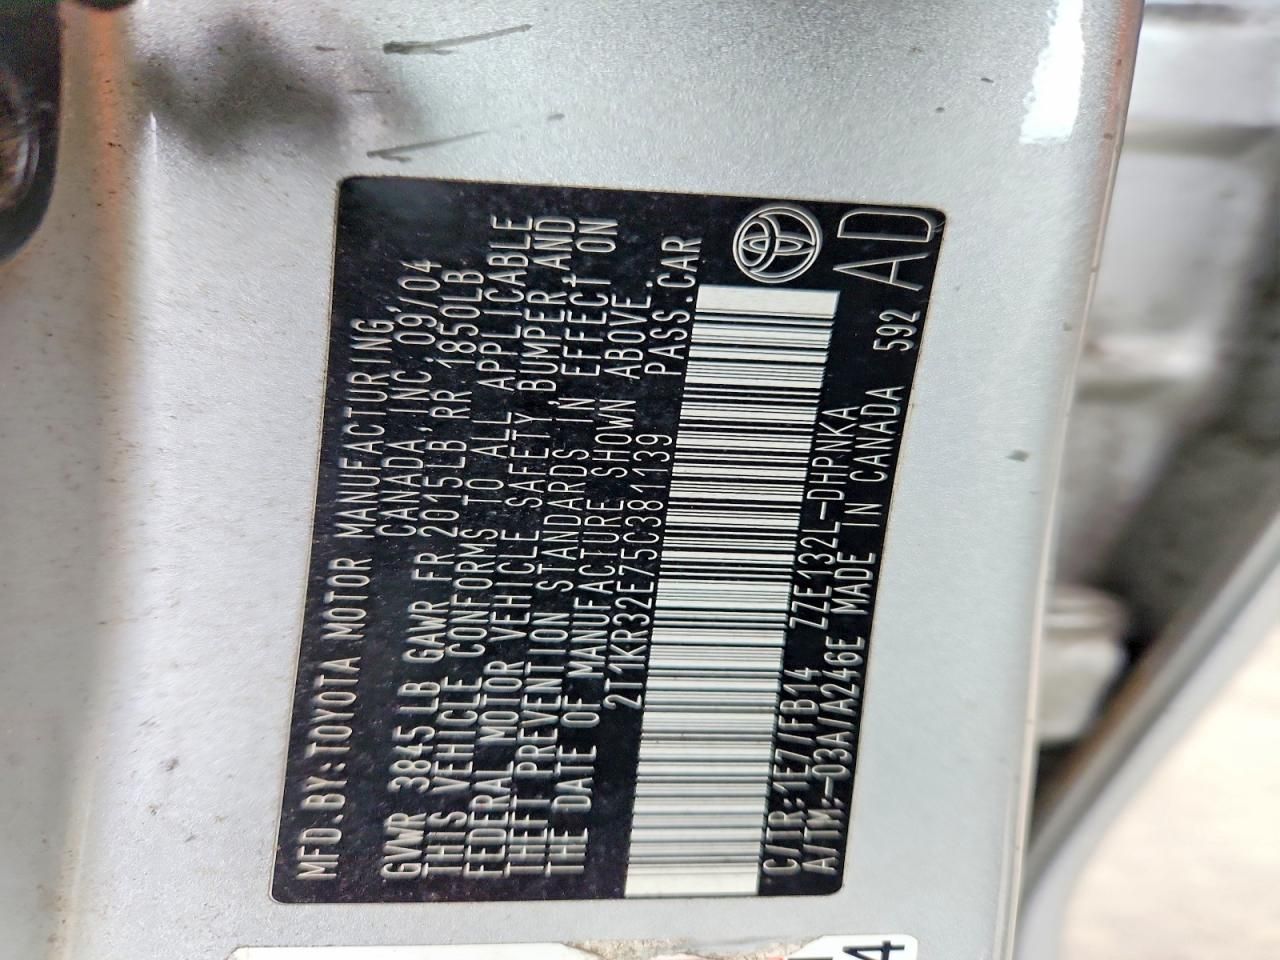 MFD.BY:TOYOTA MOTOR MANUFACTURING
CANADA,INC. 09/04
GVWR 3845 LB GAWR FR 2015LB RR 1850LB
THIS VEHICLE CONFORMS TO ALL APPLICABLE
FEDERAL MOTOR VEHICLE SAFETY, BUMPER, AND
THEFT PREVENTION STANDARDS IN EFFECT ON
THE DATE OF MANUFACTURE SHOWN ABOVE.
2T1KR32E75C381139 PASS.CAR
C/TR:1E7/FB14 ZZE132L-DHPNKA
A/TM:-03A/A246E MADE IN CANADA 592 AD
4